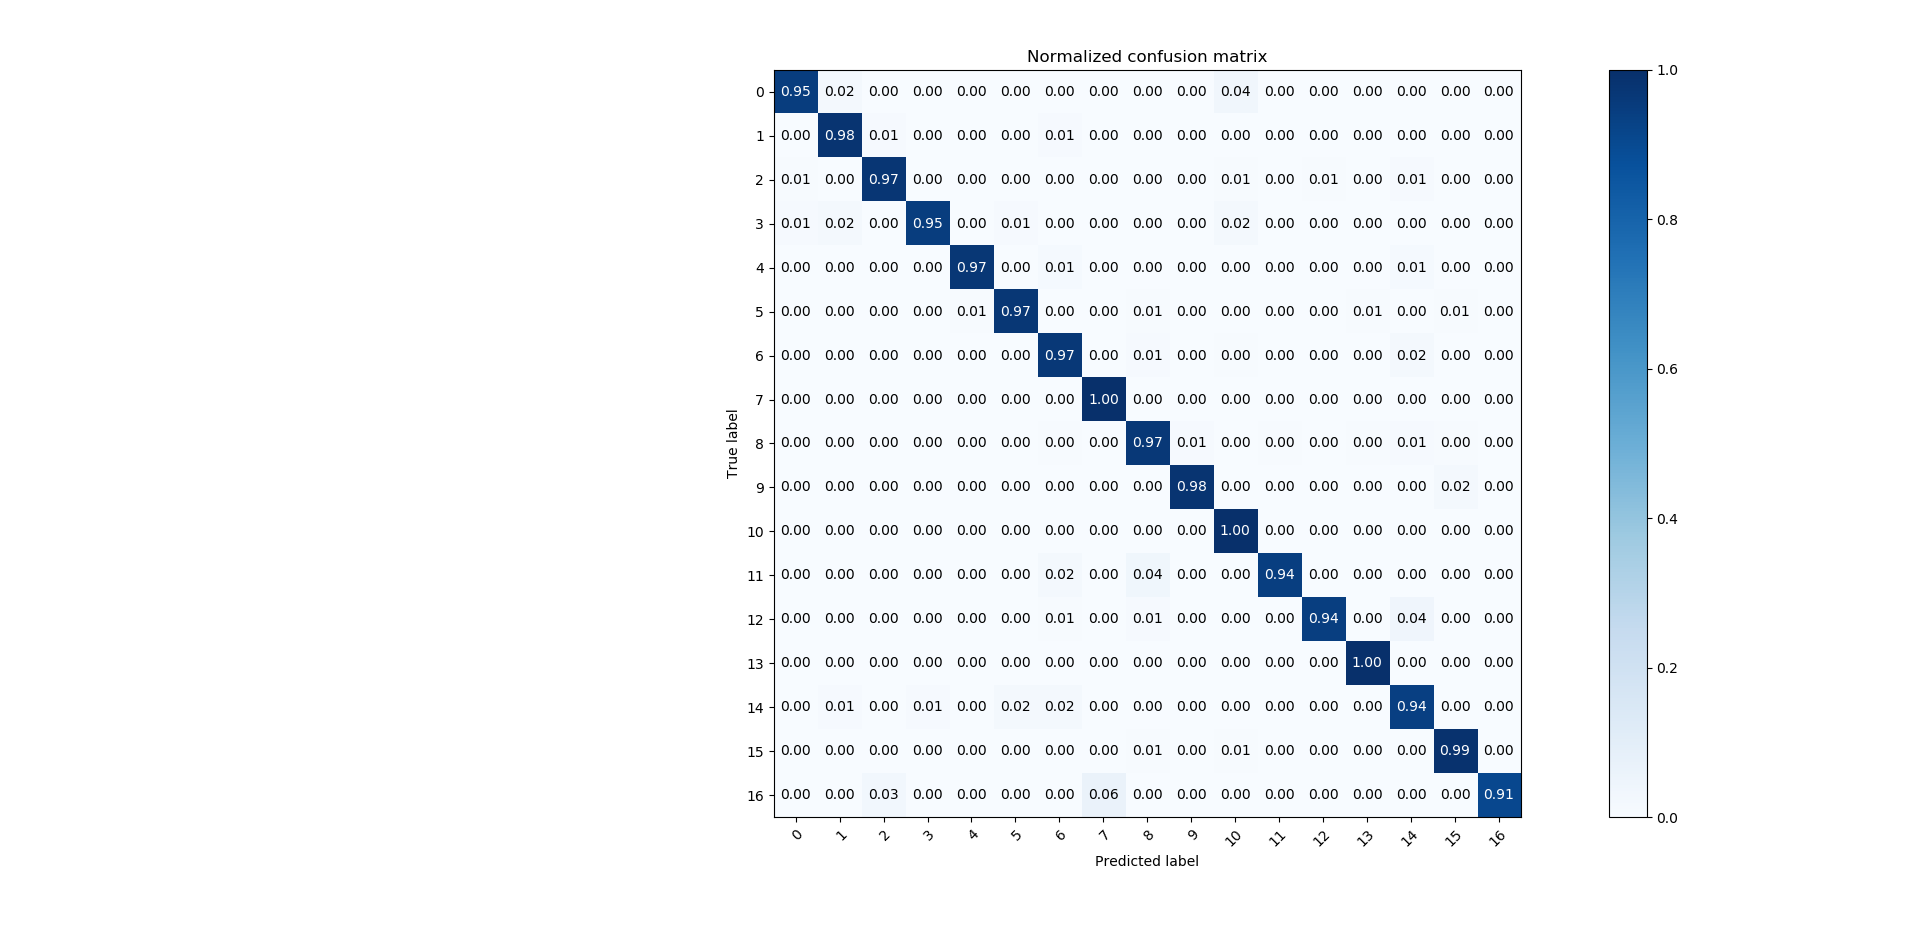 Normalized confusion matrix
0 0.95 0.02 0.00 0.00 0.00 0.00 0.00 0.00 0.00 0.00 0.04 0.00 0.00 0.00 0.00 0.00 0.00
1 0.00 0.98 0.01 0.00 0.00 0.00 0.01 0.00 0.00 0.00 0.00 0.00 0.00 0.00 0.00 0.00 0.00
2 0.01 0.00 0.97 0.00 0.00 0.00 0.00 0.00 0.00 0.00 0.01 0.00 0.01 0.00 0.01 0.00 0.00
3 0.01 0.02 0.00 0.95 0.00 0.01 0.00 0.00 0.00 0.00 0.02 0.00 0.00 0.00 0.00 0.00 0.00
4 0.00 0.00 0.00 0.00 0.97 0.00 0.01 0.00 0.00 0.00 0.00 0.00 0.00 0.00 0.01 0.00 0.00
5 0.00 0.00 0.00 0.00 0.01 0.97 0.00 0.00 0.01 0.00 0.00 0.00 0.00 0.01 0.00 0.01 0.00
6 0.00 0.00 0.00 0.00 0.00 0.00 0.97 0.00 0.01 0.00 0.00 0.00 0.00 0.00 0.02 0.00 0.00
7 0.00 0.00 0.00 0.00 0.00 0.00 0.00 1.00 0.00 0.00 0.00 0.00 0.00 0.00 0.00 0.00 0.00
8 0.00 0.00 0.00 0.00 0.00 0.00 0.00 0.00 0.97 0.01 0.00 0.00 0.00 0.00 0.01 0.00 0.00
9 0.00 0.00 0.00 0.00 0.00 0.00 0.00 0.00 0.00 0.98 0.00 0.00 0.00 0.00 0.00 0.02 0.00
10 0.00 0.00 0.00 0.00 0.00 0.00 0.00 0.00 0.00 0.00 1.00 0.00 0.00 0.00 0.00 0.00 0.00
11 0.00 0.00 0.00 0.00 0.00 0.00 0.02 0.00 0.04 0.00 0.00 0.94 0.00 0.00 0.00 0.00 0.00
12 0.00 0.00 0.00 0.00 0.00 0.00 0.01 0.00 0.01 0.00 0.00 0.00 0.94 0.00 0.04 0.00 0.00
13 0.00 0.00 0.00 0.00 0.00 0.00 0.00 0.00 0.00 0.00 0.00 0.00 0.00 1.00 0.00 0.00 0.00
14 0.00 0.01 0.00 0.01 0.00 0.02 0.02 0.00 0.00 0.00 0.00 0.00 0.00 0.00 0.94 0.00 0.00
15 0.00 0.00 0.00 0.00 0.00 0.00 0.00 0.00 0.01 0.00 0.01 0.00 0.00 0.00 0.00 0.99 0.00
16 0.00 0.00 0.03 0.00 0.00 0.00 0.00 0.06 0.00 0.00 0.00 0.00 0.00 0.00 0.00 0.00 0.91
0 1 2 3 4 5 6 7 8 9 10 11 12 13 14 15 16
Predicted label
True label
1.0
0.8
0.6
0.4
0.2
0.0